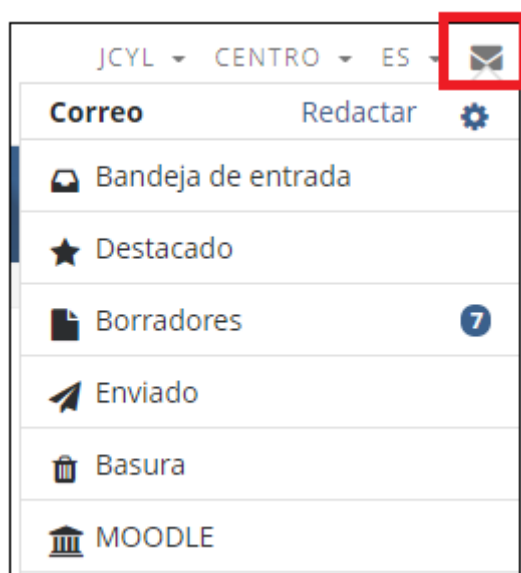 JCYL CENTRO ES
Correo Redactar
Bandeja de entrada
Destacado
Borradores 7
Enviado
Basura
MOODLE